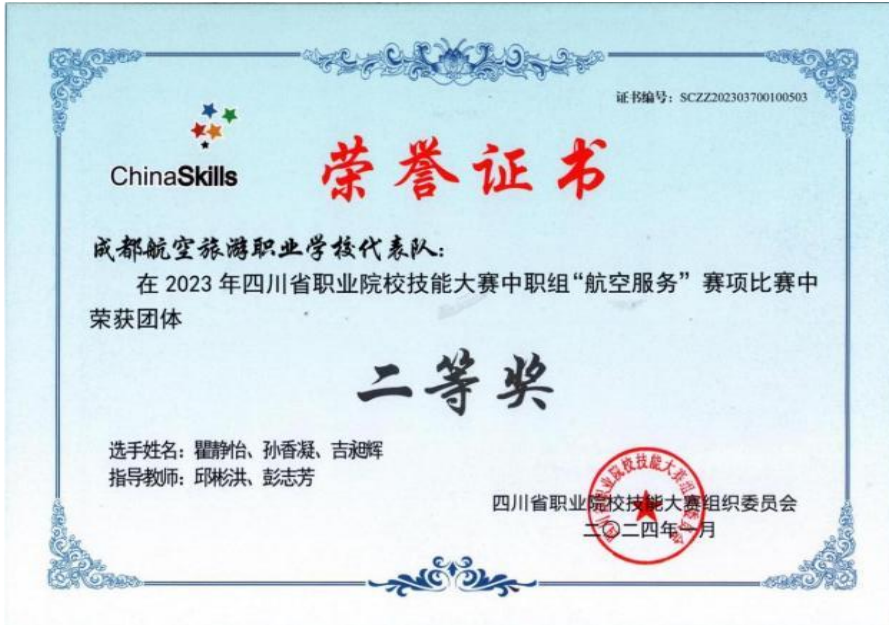 证书编号：SCZZ202303700100503
ChinaSkills
荣誉证书
成都航空旅游职业学校代表队：
在 2023 年四川省职业院校技能大赛中职组“航空服务”赛项比赛中
荣获团体
二等奖
选手姓名：瞿静怡、孙香凝、吉昶辉
指导教师：邱彬洪、彭志芳
四川省职业院校技能大赛组织委员会
二〇二四年一月